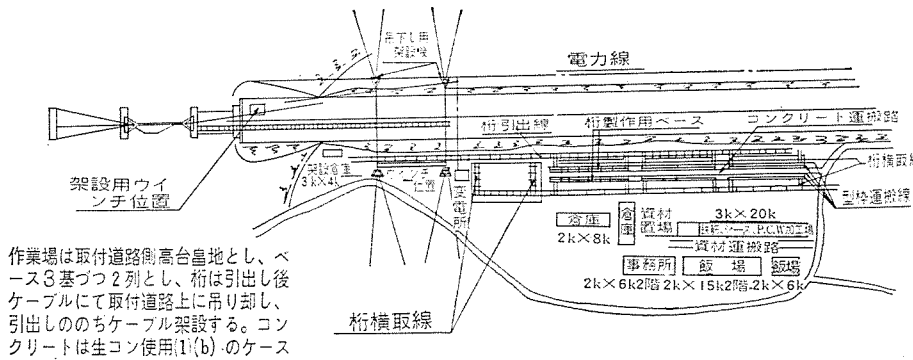 吊下し用
架設機
電力線
桁引出線
桁製作用ベース
コンクリート運搬路
桁横取線
型枠運搬線
架設倉庫
3k×4k
ウインチ
位置
変電所
架設用ウイ
ンチ位置
倉庫
2k×8k
倉庫
資材
置場
3k×20k
鉄筋、シース、P.C.W加工場
資材運搬路
事務所
飯場
飯場
2k×6k2階
2k×15k2階
2k×6k
桁横取線
作業場は取付道路側高台畠地とし、ベ
ース3基づつ2列とし、桁は引出し後
ケーブルにて取付道路上に吊り却し、
引出しののちケーブル架設する。コン
クリートは生コン使用(1)(b)のケース